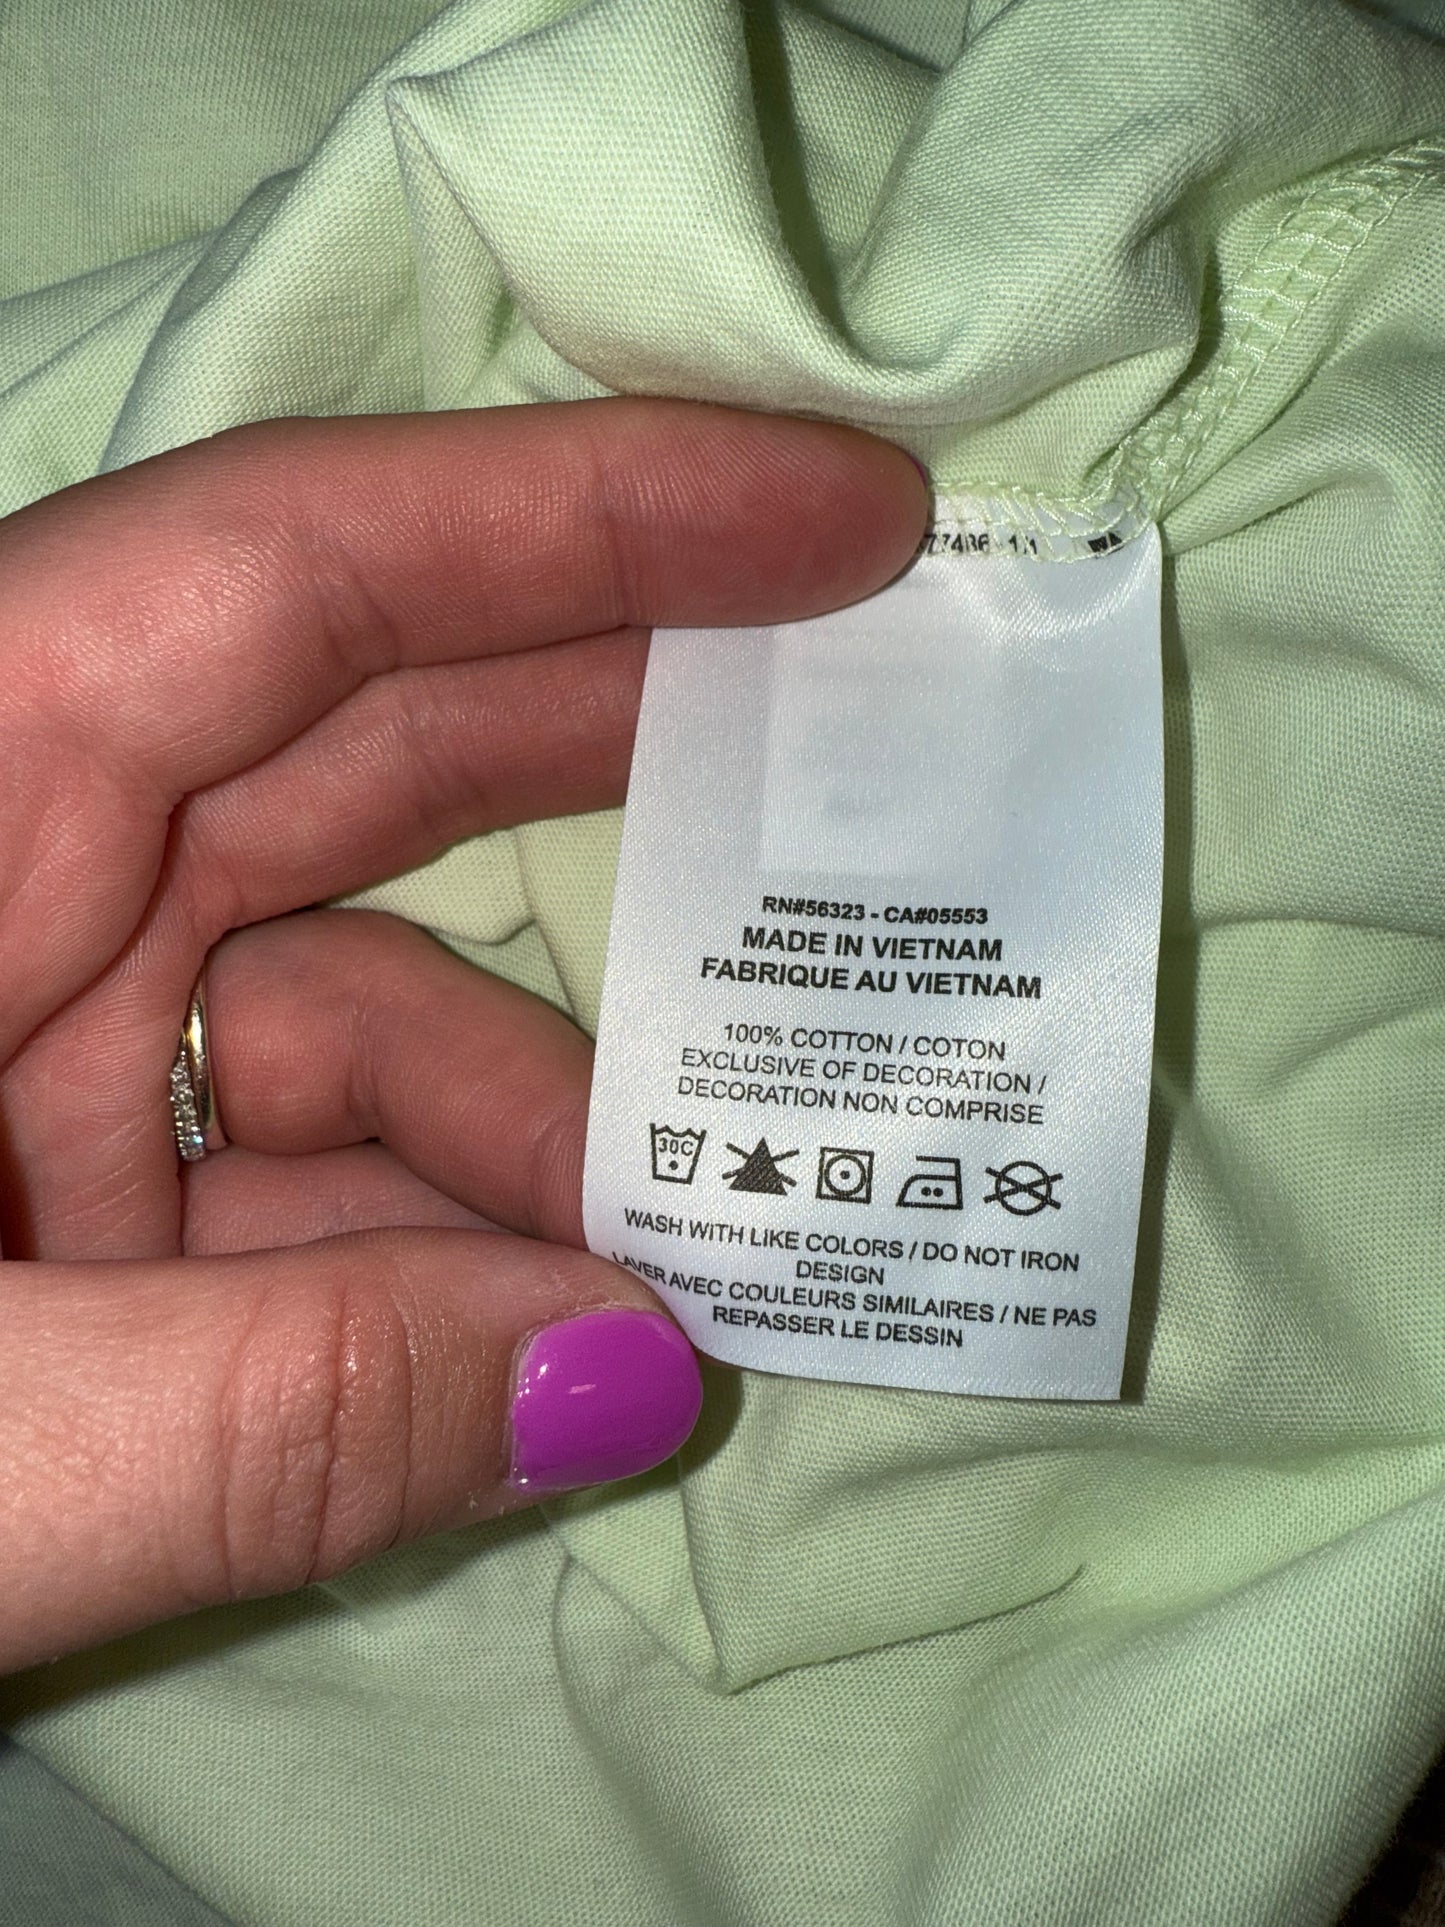 RN#56323 - CA#05553
MADE IN VIETNAM
FABRIQUE AU VIETNAM
100% COTTON / COTON
EXCLUSIVE OF DECORATION /
DECORATION NON COMPRISE
30C
WASH WITH LIKE COLORS / DO NOT IRON
DESIGN
LAVER AVEC COULEURS SIMILAIRES / NE PAS
REPASSER LE DESSIN